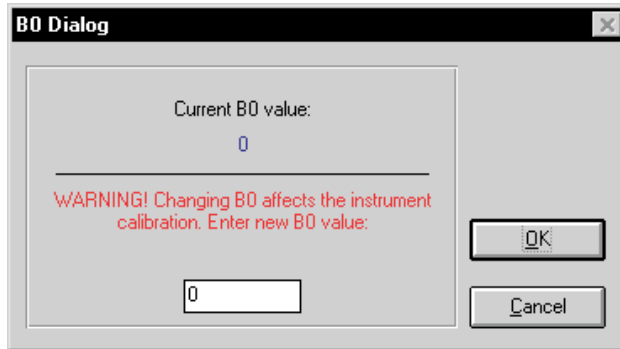 B0 Dialog
Current B0 value:
0
WARNING! Changing B0 affects the instrument
calibration. Enter new B0 value:
0
OK
Cancel